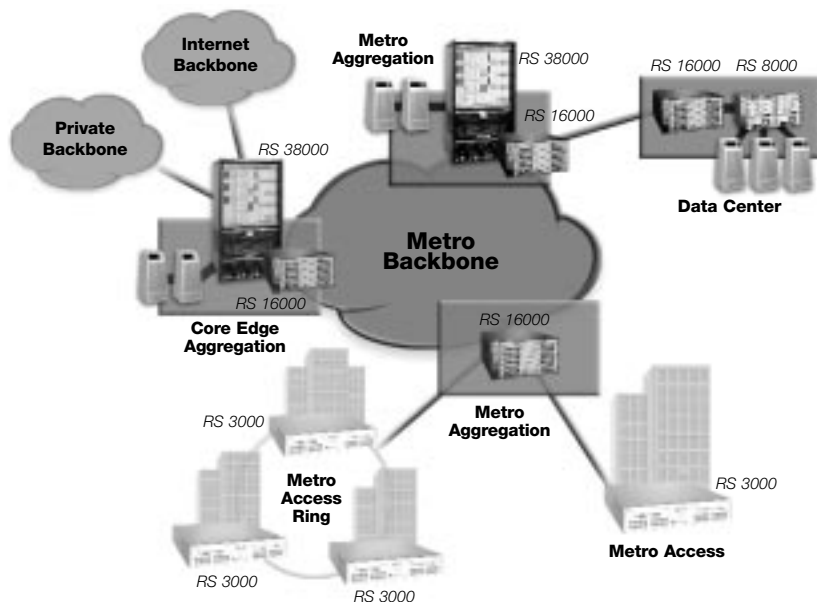 Internet
Backbone
Metro
Aggregation
RS 38000
RS 16000
RS 16000
RS 8000
Private
Backbone
RS 38000
Data Center
Metro
Backbone
RS 16000
Core Edge
Aggregation
RS 16000
Metro
Aggregation
RS 3000
Metro
Access
Ring
RS 3000
Metro Access
RS 3000
RS 3000